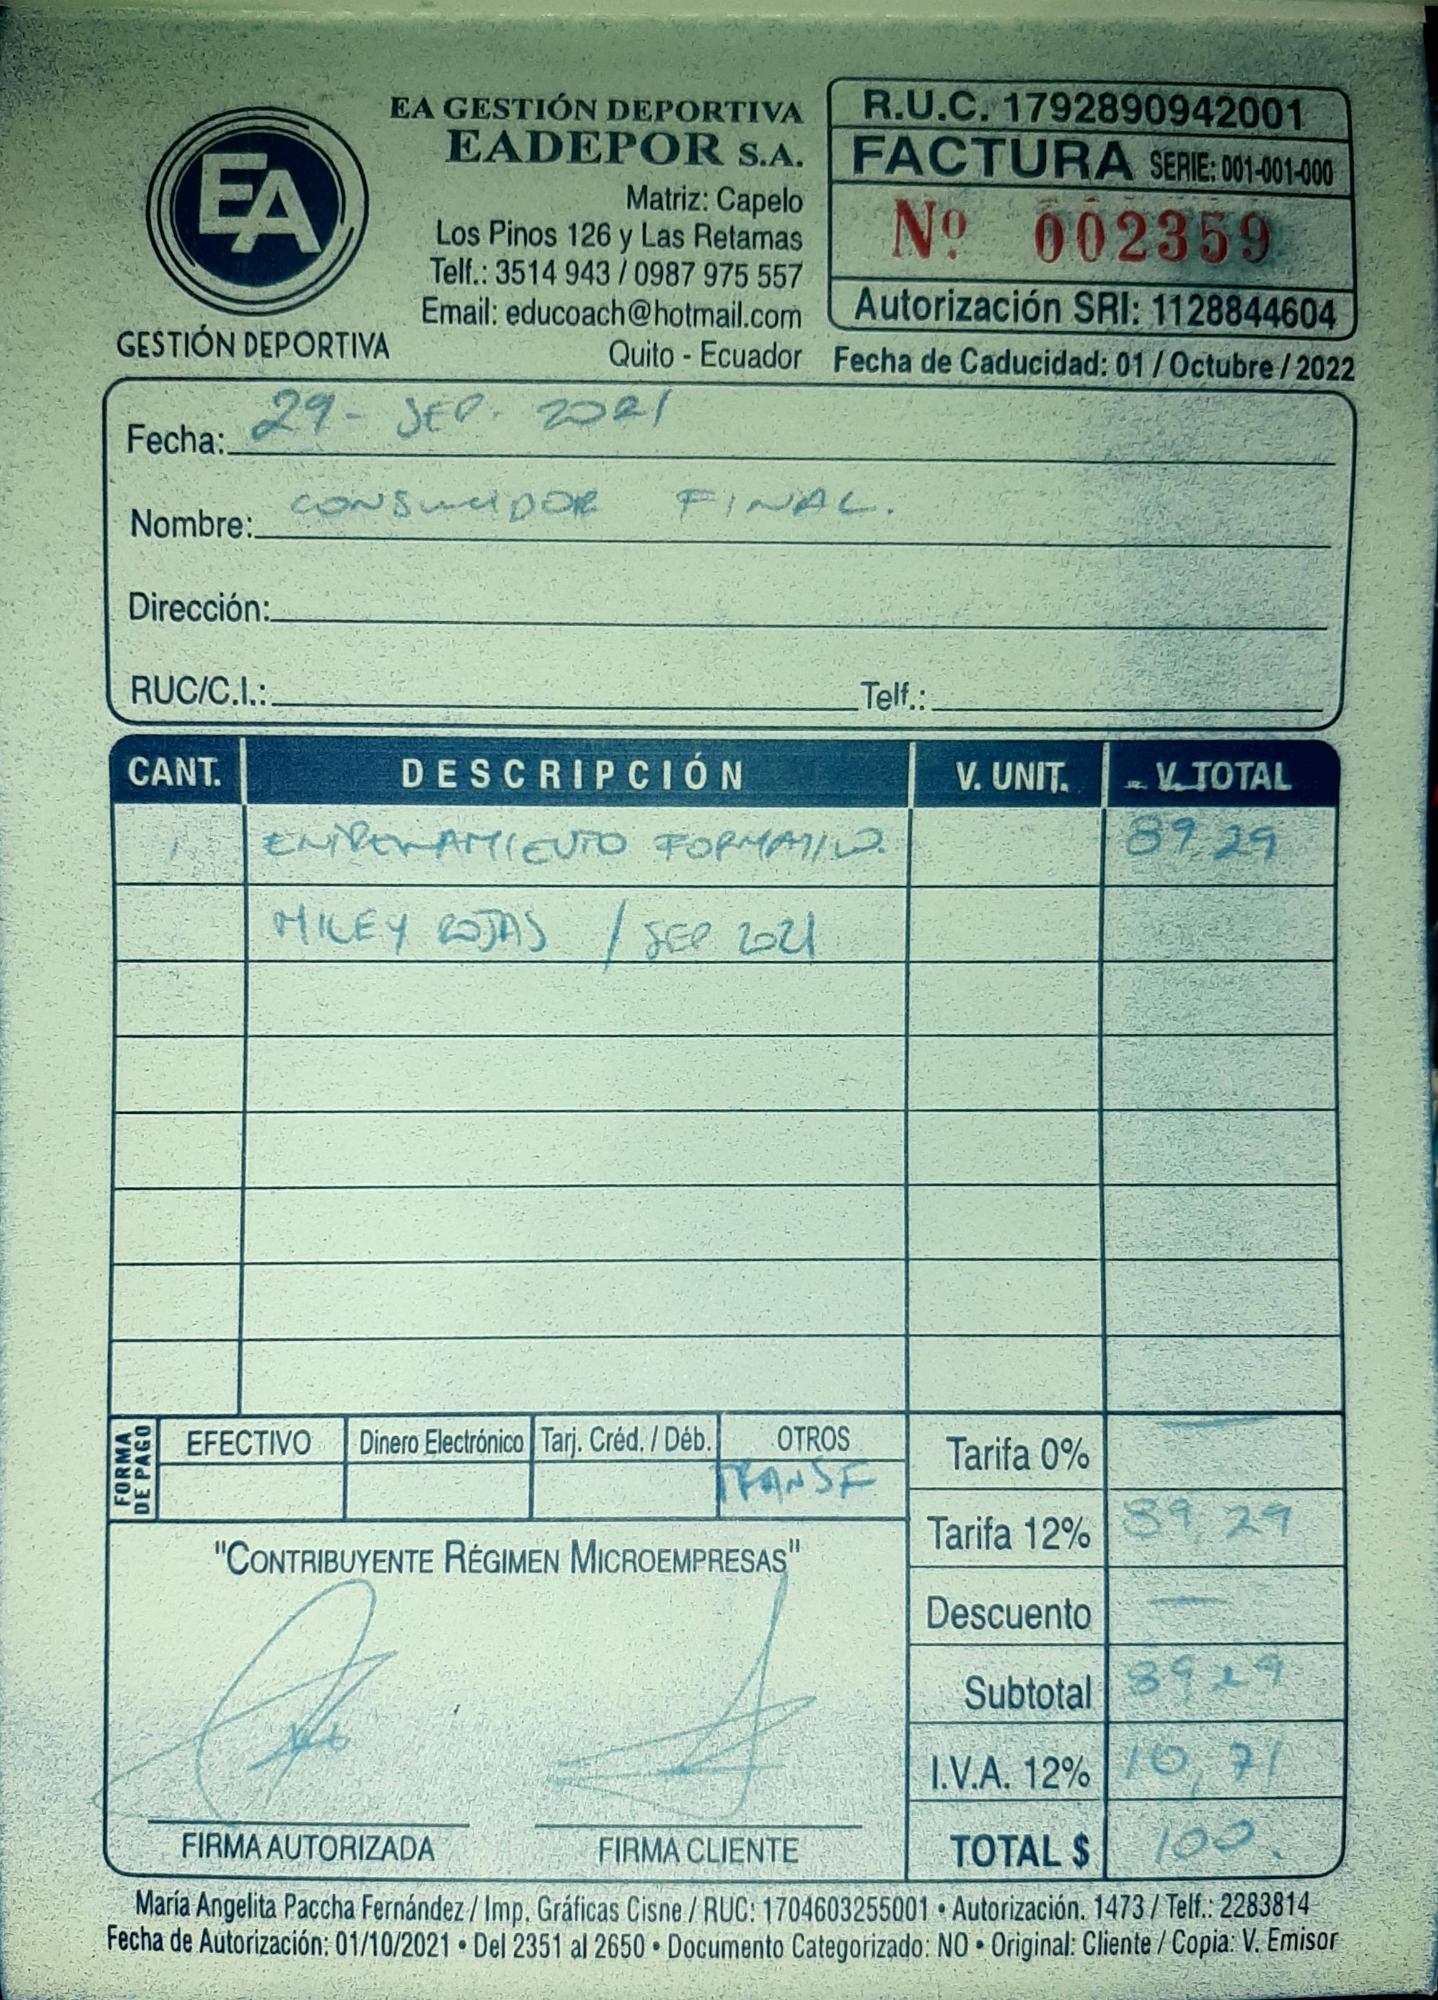 EA
GESTIÓN DEPORTIVA
EA GESTIÓN DEPORTIVA
EADEPOR S.A.
Matriz: Capelo
Los Pinos 126 y Las Retamas
Telf.: 3514 943 / 0987 975 557
Email: educoach@hotmail.com
Quito - Ecuador
R.U.C. 1792890942001
FACTURA SERIE: 001-001-000
Nº 002359
Autorización SRI: 1128844604
Fecha de Caducidad: 01 / Octubre / 2022
Fecha: 29 - SEP. 2021
Nombre: CONSUMIDOR FINAL.
Dirección:
RUC/C.I.: Telf.:
CANT. DESCRIPCIÓN V. UNIT. V. TOTAL
1 ENTRENAMIENTO FORMATIVO. 89.29
MILEY ROJAS / SEP 2021
FORMA DE PAGO
EFECTIVO Dinero Electrónico Tarj. Créd. / Déb. OTROS
TRANSF
Tarifa 0% —
Tarifa 12% 89,29
Descuento —
Subtotal 89.29
I.V.A. 12% 10,71
TOTAL $ 100.
"CONTRIBUYENTE RÉGIMEN MICROEMPRESAS"
FIRMA AUTORIZADA FIRMA CLIENTE
María Angelita Paccha Fernández / Imp. Gráficas Cisne / RUC: 1704603255001 • Autorización. 1473 / Telf.: 2283814
Fecha de Autorización: 01/10/2021 • Del 2351 al 2650 • Documento Categorizado: NO • Original: Cliente / Copia: V. Emisor